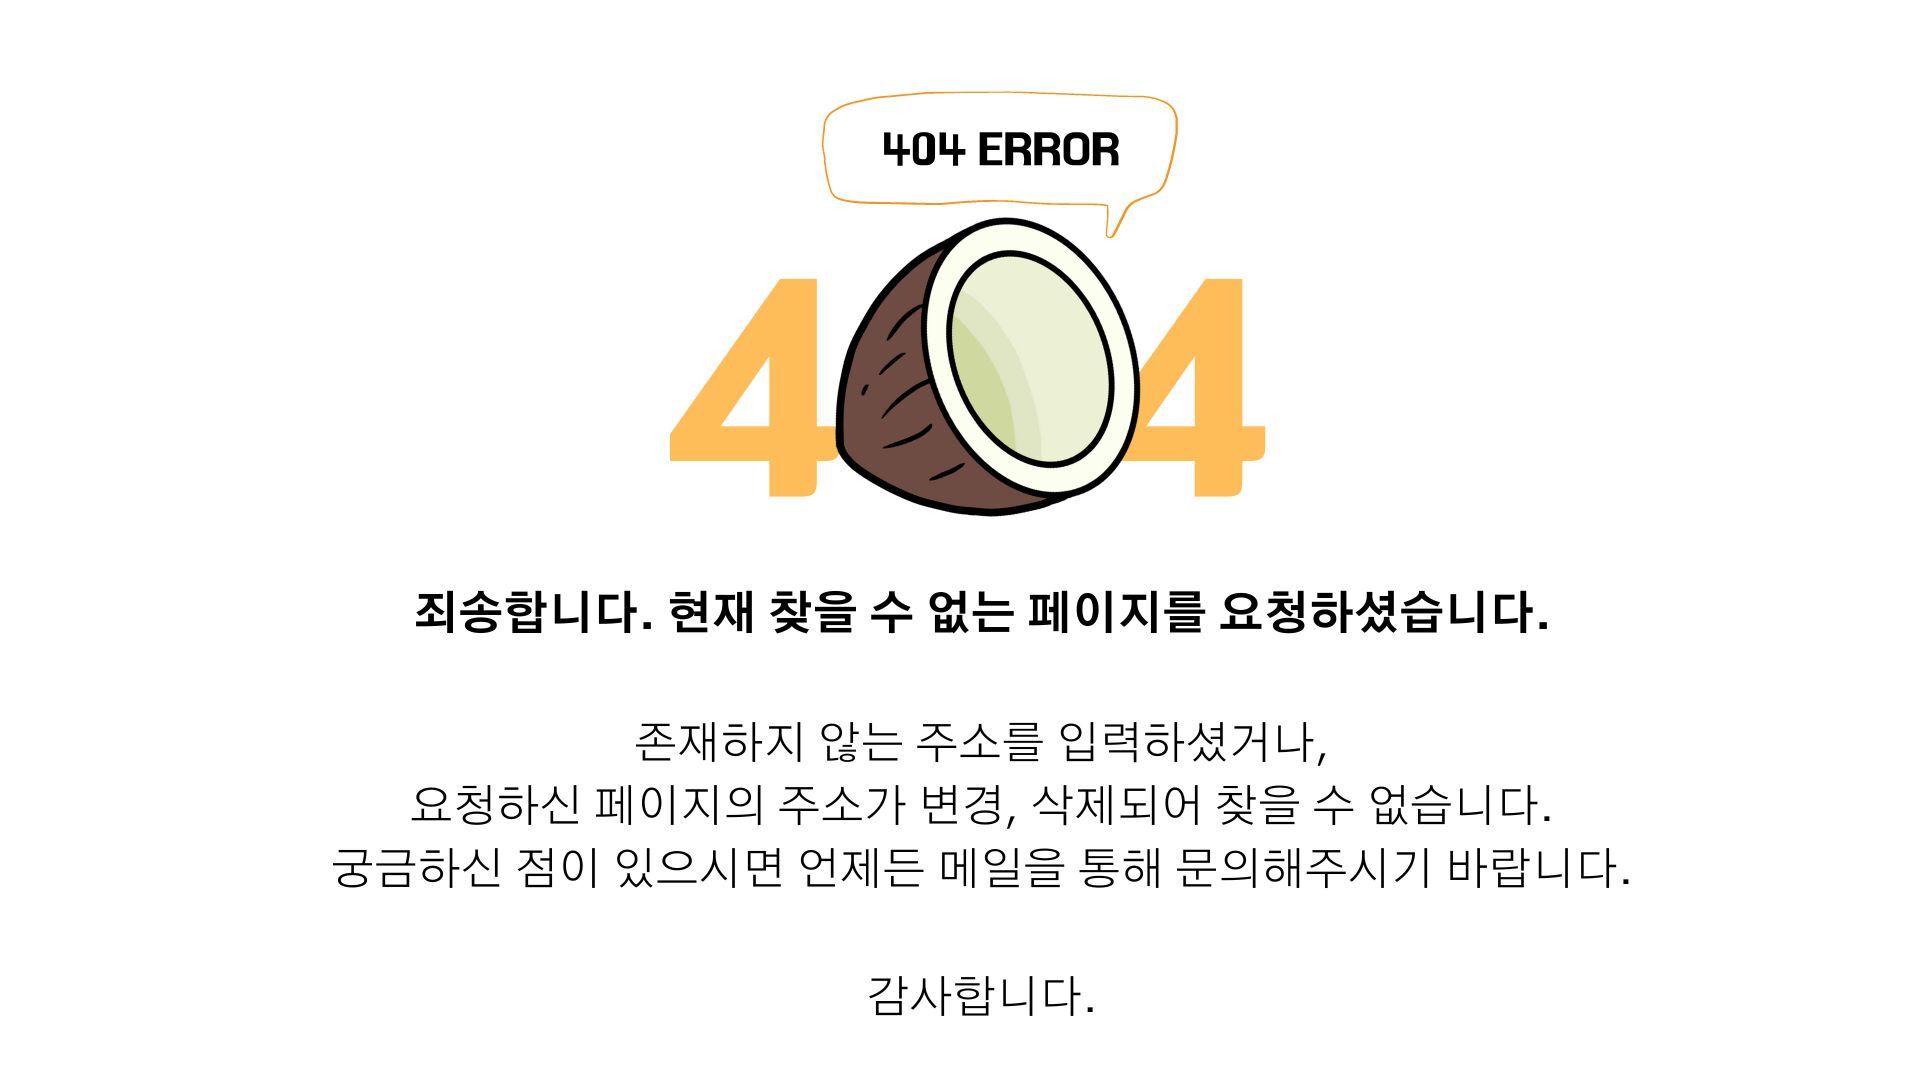 404 ERROR
4 4
죄송합니다. 현재 찾을 수 없는 페이지를 요청하셨습니다.
존재하지 않는 주소를 입력하셨거나,
요청하신 페이지의 주소가 변경, 삭제되어 찾을 수 없습니다.
궁금하신 점이 있으시면 언제든 메일을 통해 문의해주시기 바랍니다.
감사합니다.